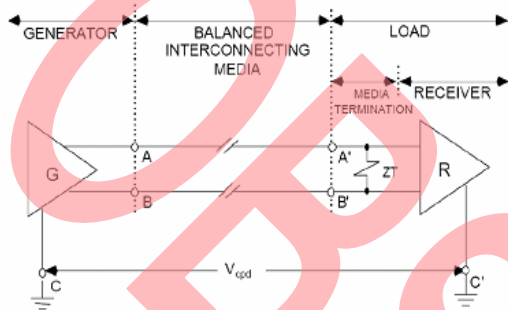 GENERATOR
BALANCED
INTERCONNECTING
MEDIA
LOAD
MEDIA
TERMINATION
RECEIVER
A
A'
G
ZT
R
B
B'
Vcpd
C
C'